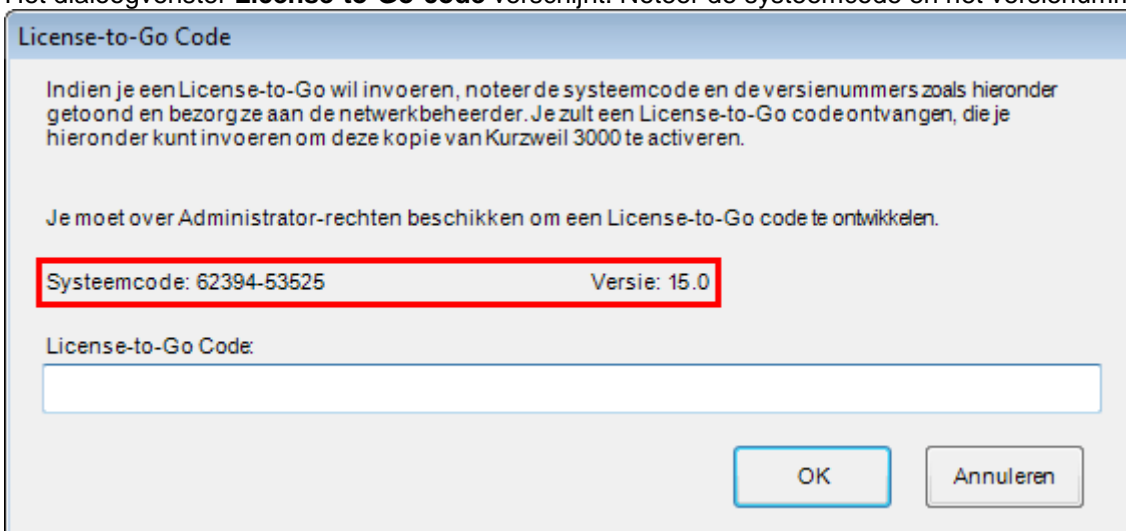 Het dialoogvenster License-to-Go code verschijnt. Noteer de systeemcode en het versienumm
License-to-Go Code
Indien je een License-to-Go wil invoeren, noteer de systeemcode en de versienummers zoals hieronder
getoond en bezorg ze aan de netwerkbeheerder. Je zult een License-to-Go code ontvangen, die je
hieronder kunt invoeren om deze kopie van Kurzweil 3000 te activeren.
Je moet over Administrator-rechten beschikken om een License-to-Go code te ontwikkelen.
Systeemcode: 62394-53525 Versie: 15.0
License-to-Go Code:
OK Annuleren